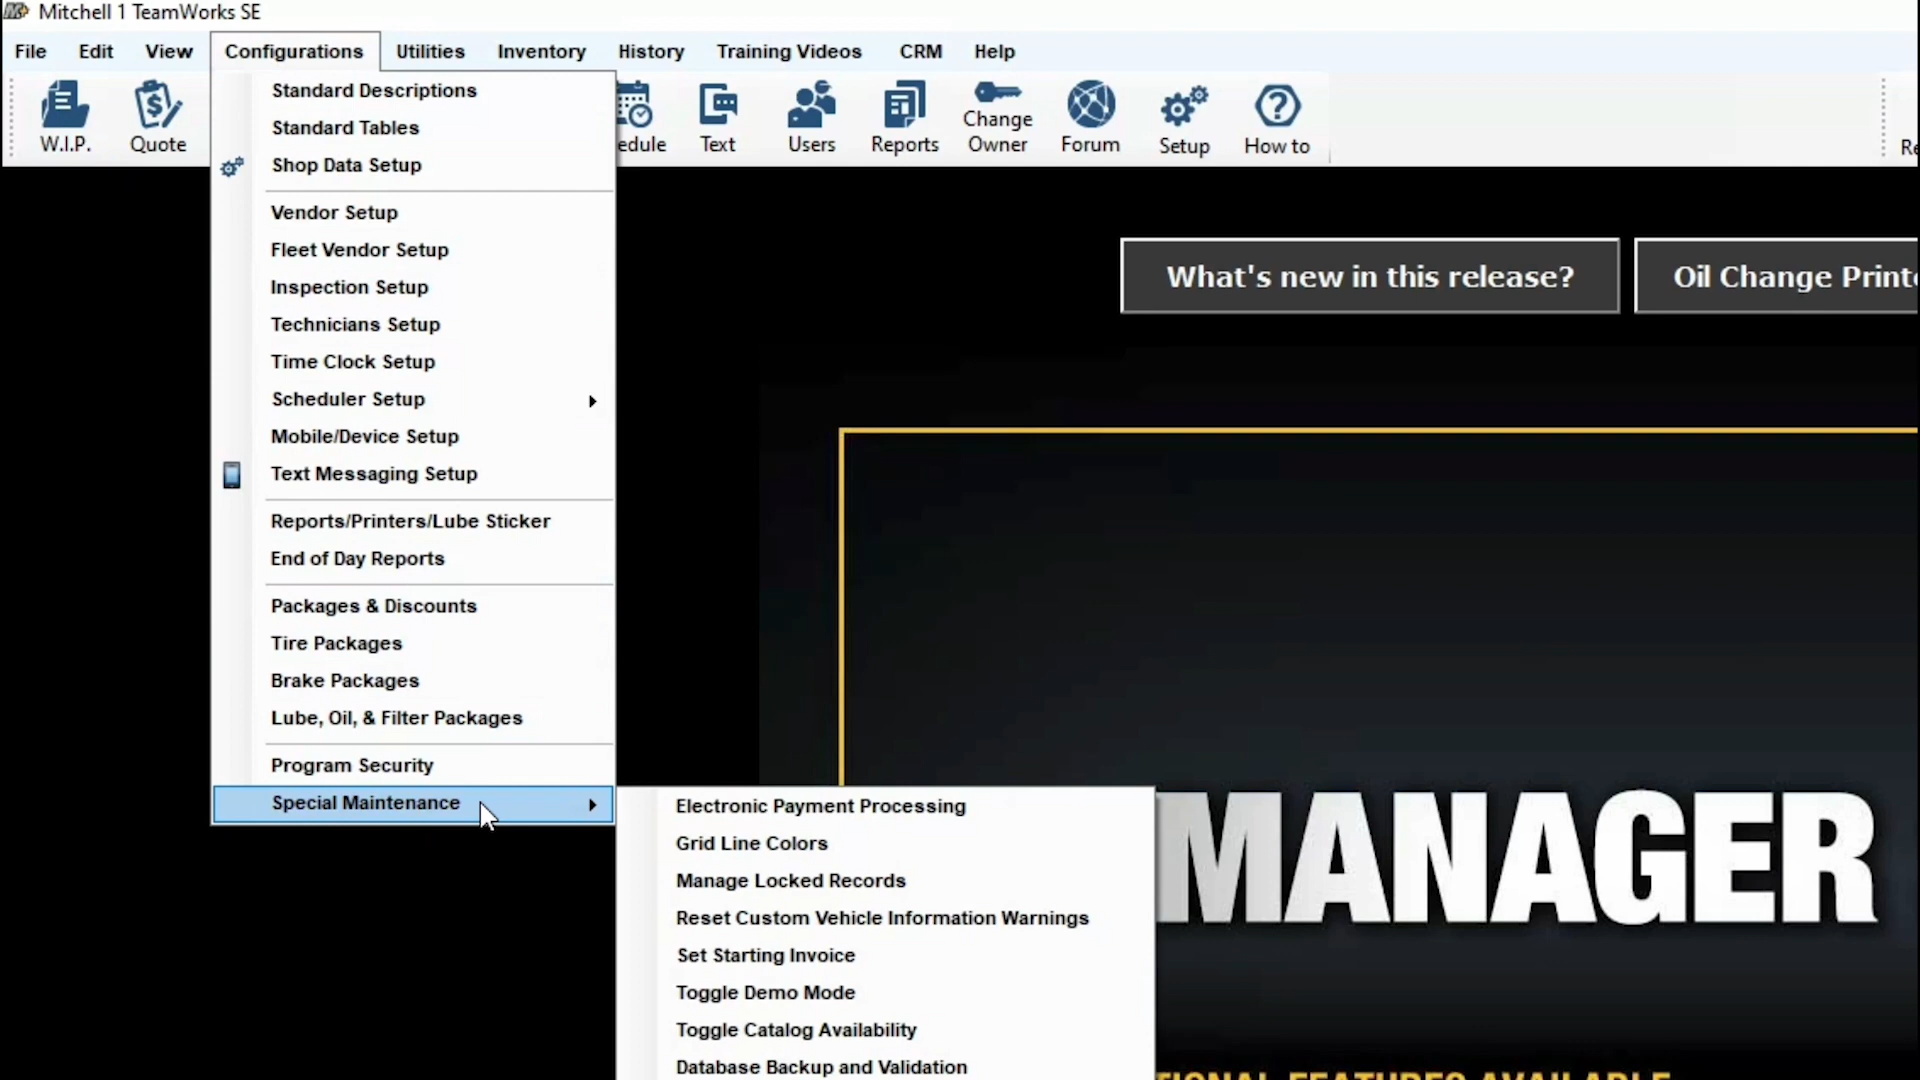 Mitchell 1 TeamWorks SE
File Edit View Configurations Utilities Inventory History Training Videos CRM Help
W.I.P. Quote edule Text Users Reports Change Owner Forum Setup How to Re
Standard Descriptions
Standard Tables
Shop Data Setup
Vendor Setup
Fleet Vendor Setup
Inspection Setup
Technicians Setup
Time Clock Setup
Scheduler Setup
Mobile/Device Setup
Text Messaging Setup
Reports/Printers/Lube Sticker
End of Day Reports
Packages & Discounts
Tire Packages
Brake Packages
Lube, Oil, & Filter Packages
Program Security
Special Maintenance
Electronic Payment Processing
Grid Line Colors
Manage Locked Records
Reset Custom Vehicle Information Warnings
Set Starting Invoice
Toggle Demo Mode
Toggle Catalog Availability
Database Backup and Validation
What's new in this release?
Oil Change Printe
MANAGER
TIONAL FEATURES AVAILABLE